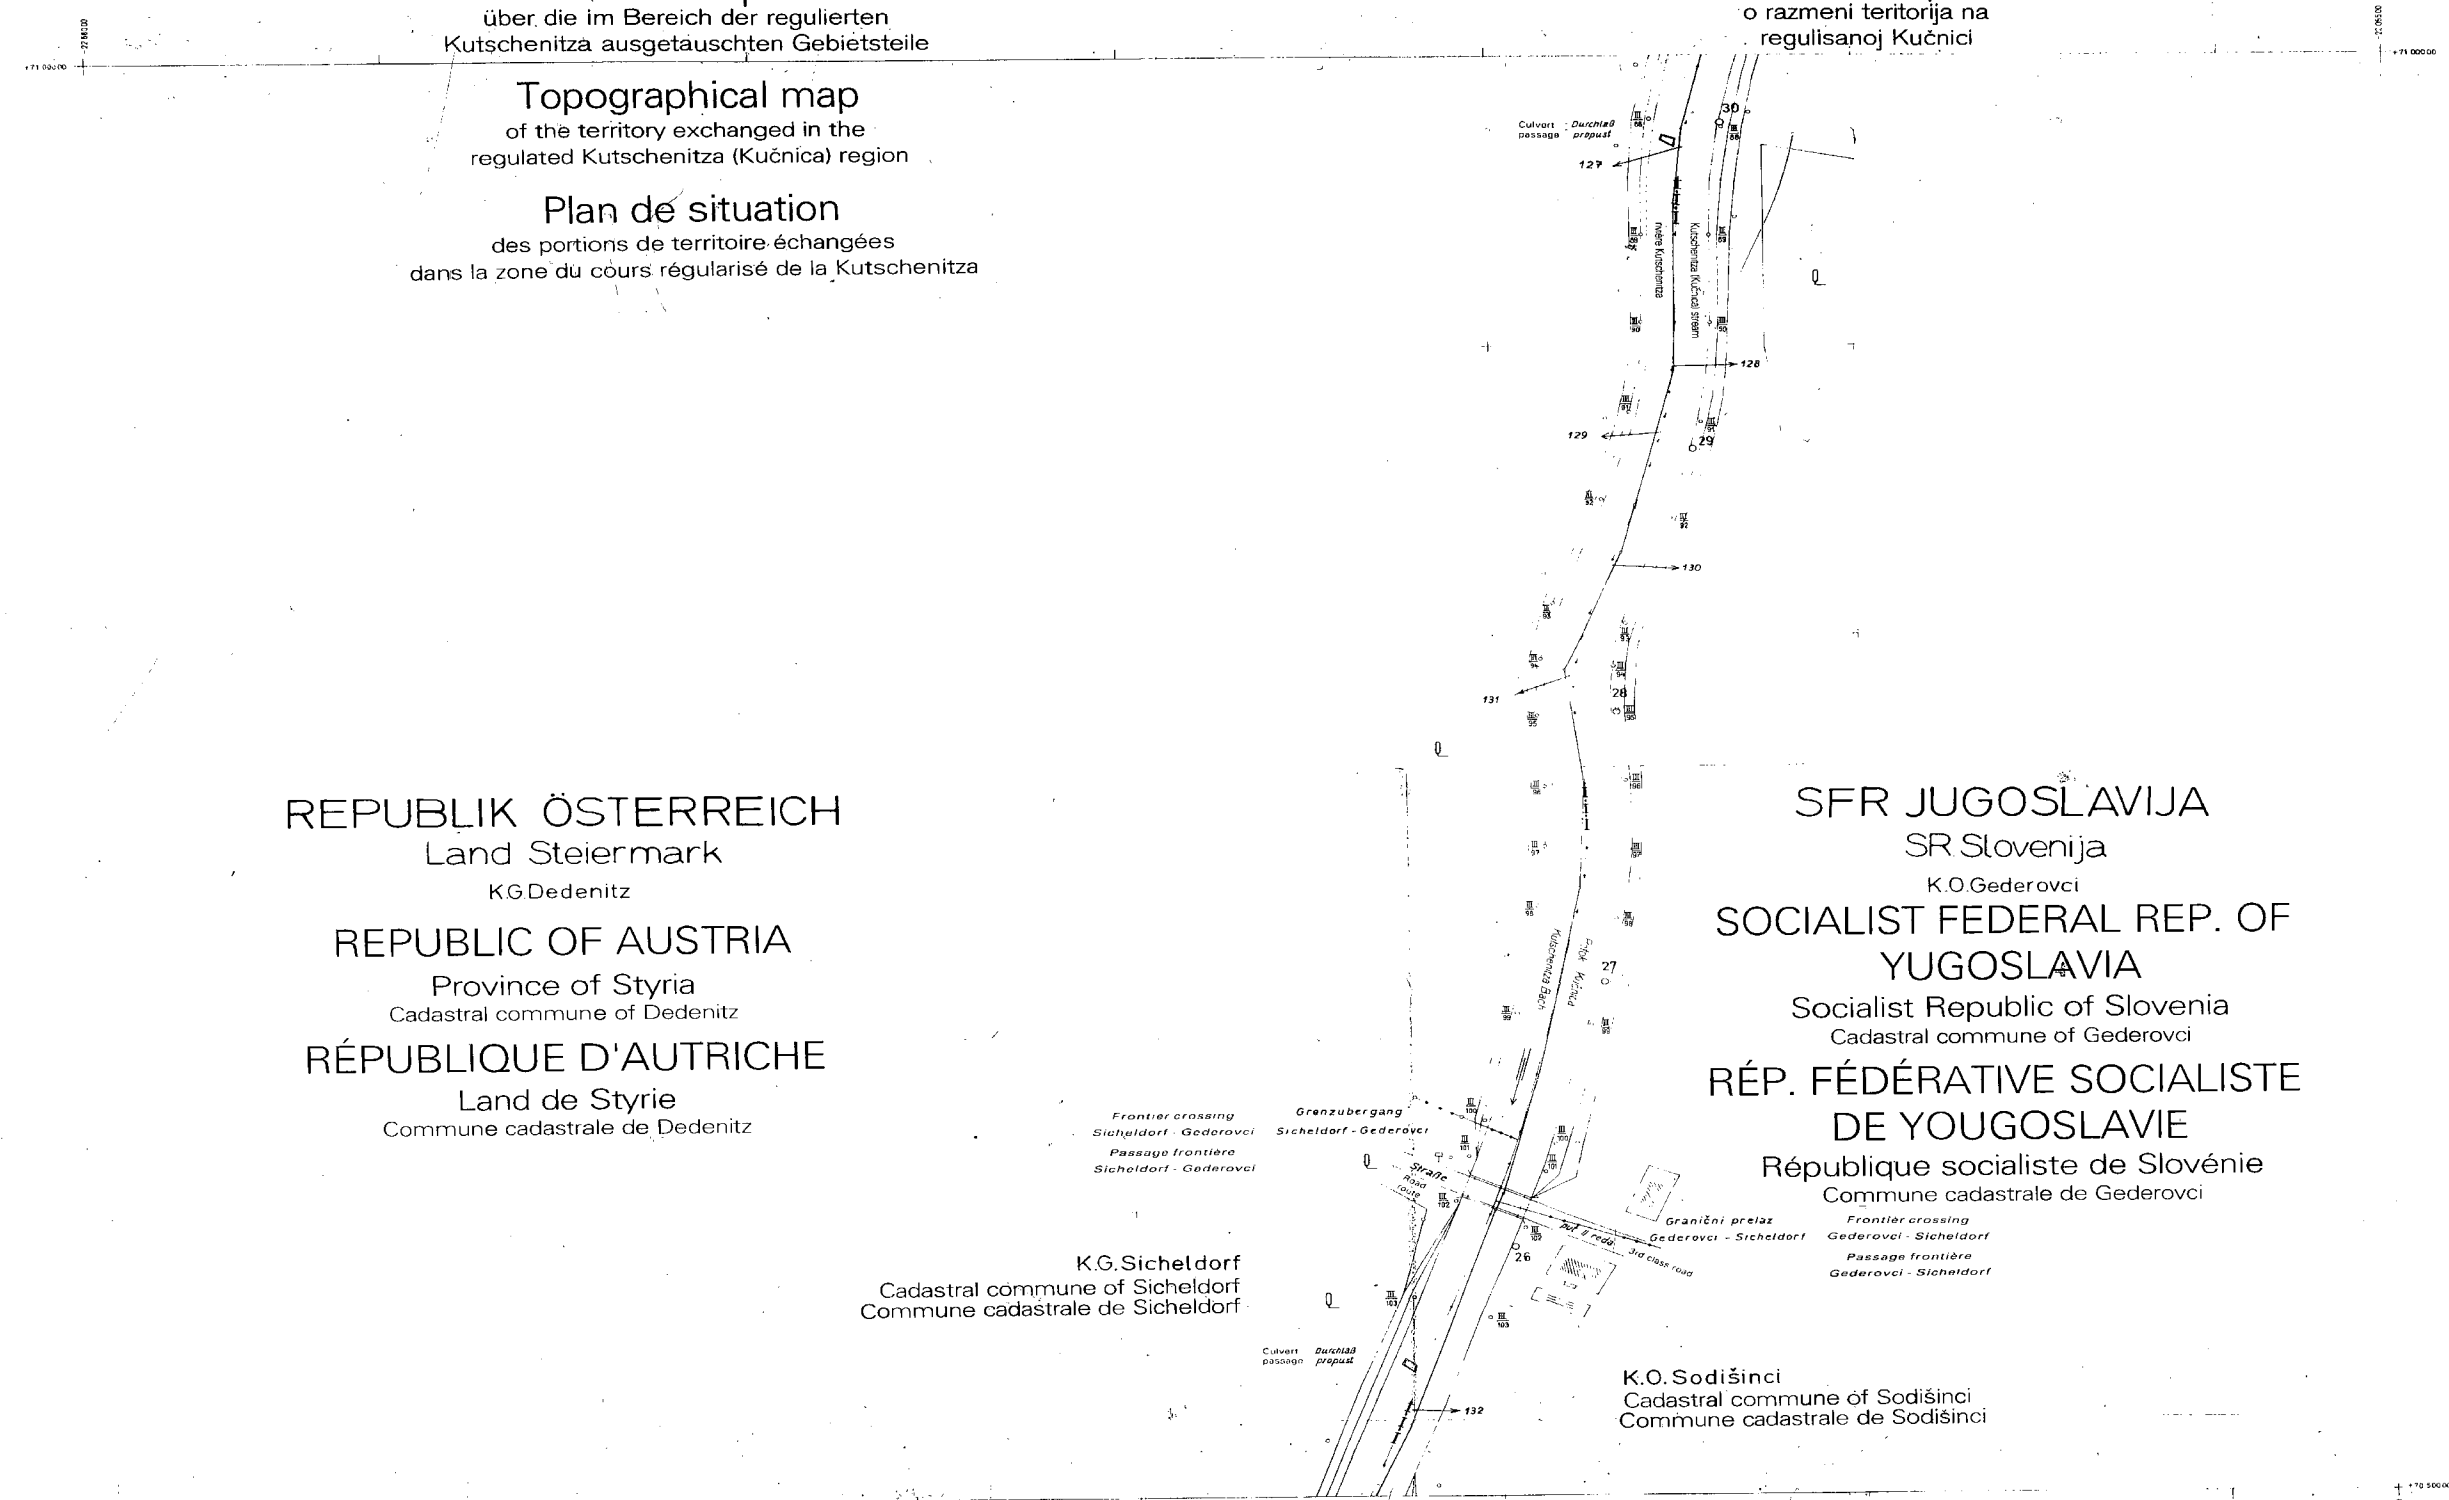 über die im Bereich der regulierten
Kutschenitza ausgetauschten Gebietsteile
o razmeni teritorija na
regulisanoj Kučnici
+71 00000
Topographical map
of the territory exchanged in the
regulated Kutschenitza (Kučnica) region
Plan de situation
des portions de territoire échangées
dans la zone du cours régularisé de la Kutschenitza
Culvert Durchlaß
passage propust
30
127
rivière Kutschenitza
Kutschenitza (Kučnica) stream
128
129
29
130
131
28
REPUBLIK ÖSTERREICH
Land Steiermark
K.G.Dedenitz
REPUBLIC OF AUSTRIA
Province of Styria
Cadastral commune of Dedenitz
RÉPUBLIQUE D'AUTRICHE
Land de Styrie
Commune cadastrale de Dedenitz
SFR JUGOSLAVIJA
SR.Slovenija
K.O.Gederovci
SOCIALIST FEDERAL REP. OF
YUGOSLAVIA
Socialist Republic of Slovenia
Cadastral commune of Gederovci
RÉP. FÉDÉRATIVE SOCIALISTE
DE YOUGOSLAVIE
République socialiste de Slovénie
Commune cadastrale de Gederovci
Kutschenitza Bach
Potok Kučnica
27
Frontier crossing
Sicheldorf - Gederovci
Passage frontière
Sicheldorf - Gederovci
Grenzubergang
Sicheldorf - Gederovci
Straße
Road
route
put II reda
3rd class road
Granični prelaz
Gederovci - Sicheldorf
Frontier crossing
Gederovci - Sicheldorf
Passage frontière
Gederovci - Sicheldorf
26
K.G.Sicheldorf
Cadastral commune of Sicheldorf
Commune cadastrale de Sicheldorf
Culvert Durchlaß
passage propust
K.O.Sodišinci
Cadastral commune of Sodišinci
Commune cadastrale de Sodišinci
132